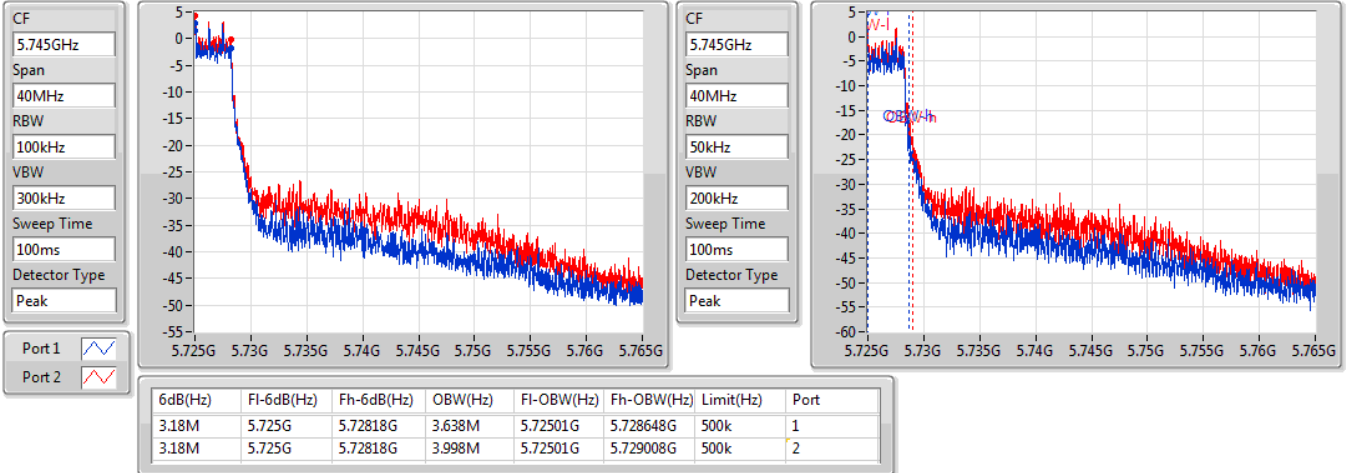 CF
5.745GHz
Span
40MHz
RBW
100kHz
VBW
300kHz
Sweep Time
100ms
Detector Type
Peak
Port 1
Port 2
5
0
-5
-10
-15
-20
-25
-30
-35
-40
-45
-50
-55
5.725G 5.73G 5.735G 5.74G 5.745G 5.75G 5.755G 5.76G 5.765G
CF
5.745GHz
Span
40MHz
RBW
50kHz
VBW
200kHz
Sweep Time
100ms
Detector Type
Peak
5
0
-5
-10
-15
-20
-25
-30
-35
-40
-45
-50
-55
-60
5.725G 5.73G 5.735G 5.74G 5.745G 5.75G 5.755G 5.76G 5.765G
6dB(Hz) Fl-6dB(Hz) Fh-6dB(Hz) OBW(Hz) Fl-OBW(Hz) Fh-OBW(Hz) Limit(Hz) Port
3.18M 5.725G 5.72818G 3.638M 5.72501G 5.728648G 500k 1
3.18M 5.725G 5.72818G 3.998M 5.72501G 5.729008G 500k 2